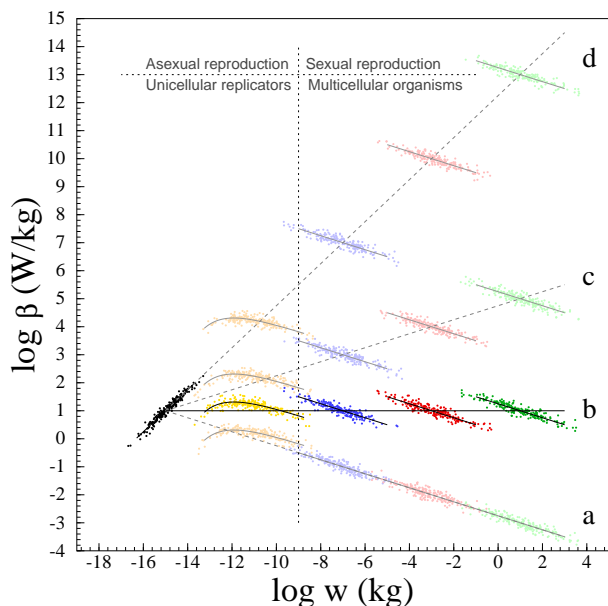 15
14
13
12
11
10
9
8
7
6
5
4
3
2
1
0
-1
-2
-3
-4
log β (W/kg)
Asexual reproduction
Sexual reproduction
Unicellular replicators
Multicellular organisms
d
c
b
a
-18 -16 -14 -12 -10 -8 -6 -4 -2 0 2 4
log w (kg)